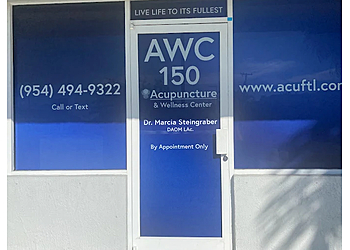 LIVE LIFE TO ITS FULLEST
AWC
150
Acupuncture
& Wellness Center
Dr. Marcia Steingraber
DAOM LAc.
By Appointment Only
(954) 494-9322
Call or Text
www.acuftl.co